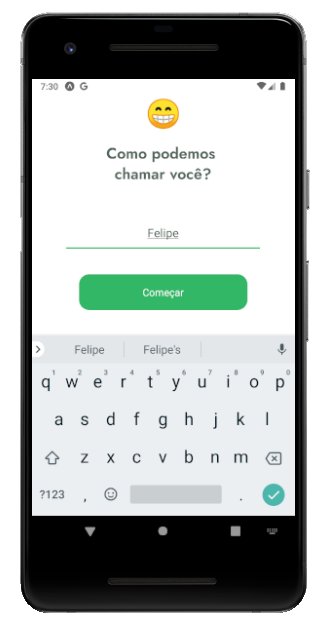 7:30 G
Como podemos
chamar você?
Felipe
Começar
Felipe Felipe's
1 2 3 4 5 6 7 8 9 0
q w e r t y u i o p
a s d f g h j k l
z x c v b n m
?123 , .